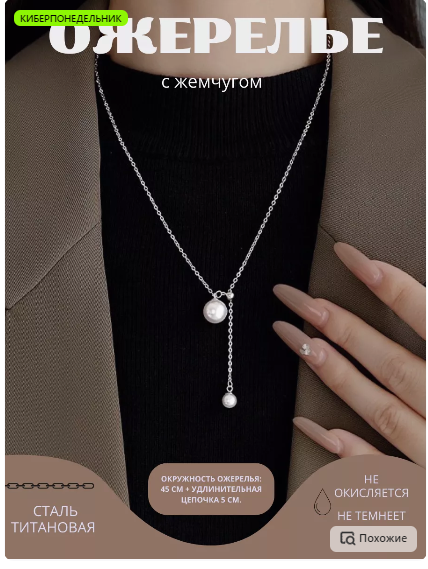 КИБЕРПОНЕДЕЛЬНИК
ОЖЕРЕЛЬЕ
с жемчугом
ОКРУЖНОСТЬ ОЖЕРЕЛЬЯ:
45 СМ + УДЛИНИТЕЛЬНАЯ
ЦЕПОЧКА 5 СМ.
СТАЛЬ
ТИТАНОВАЯ
НЕ
ОКИСЛЯЕТСЯ
НЕ ТЕМНЕЕТ
Похожие